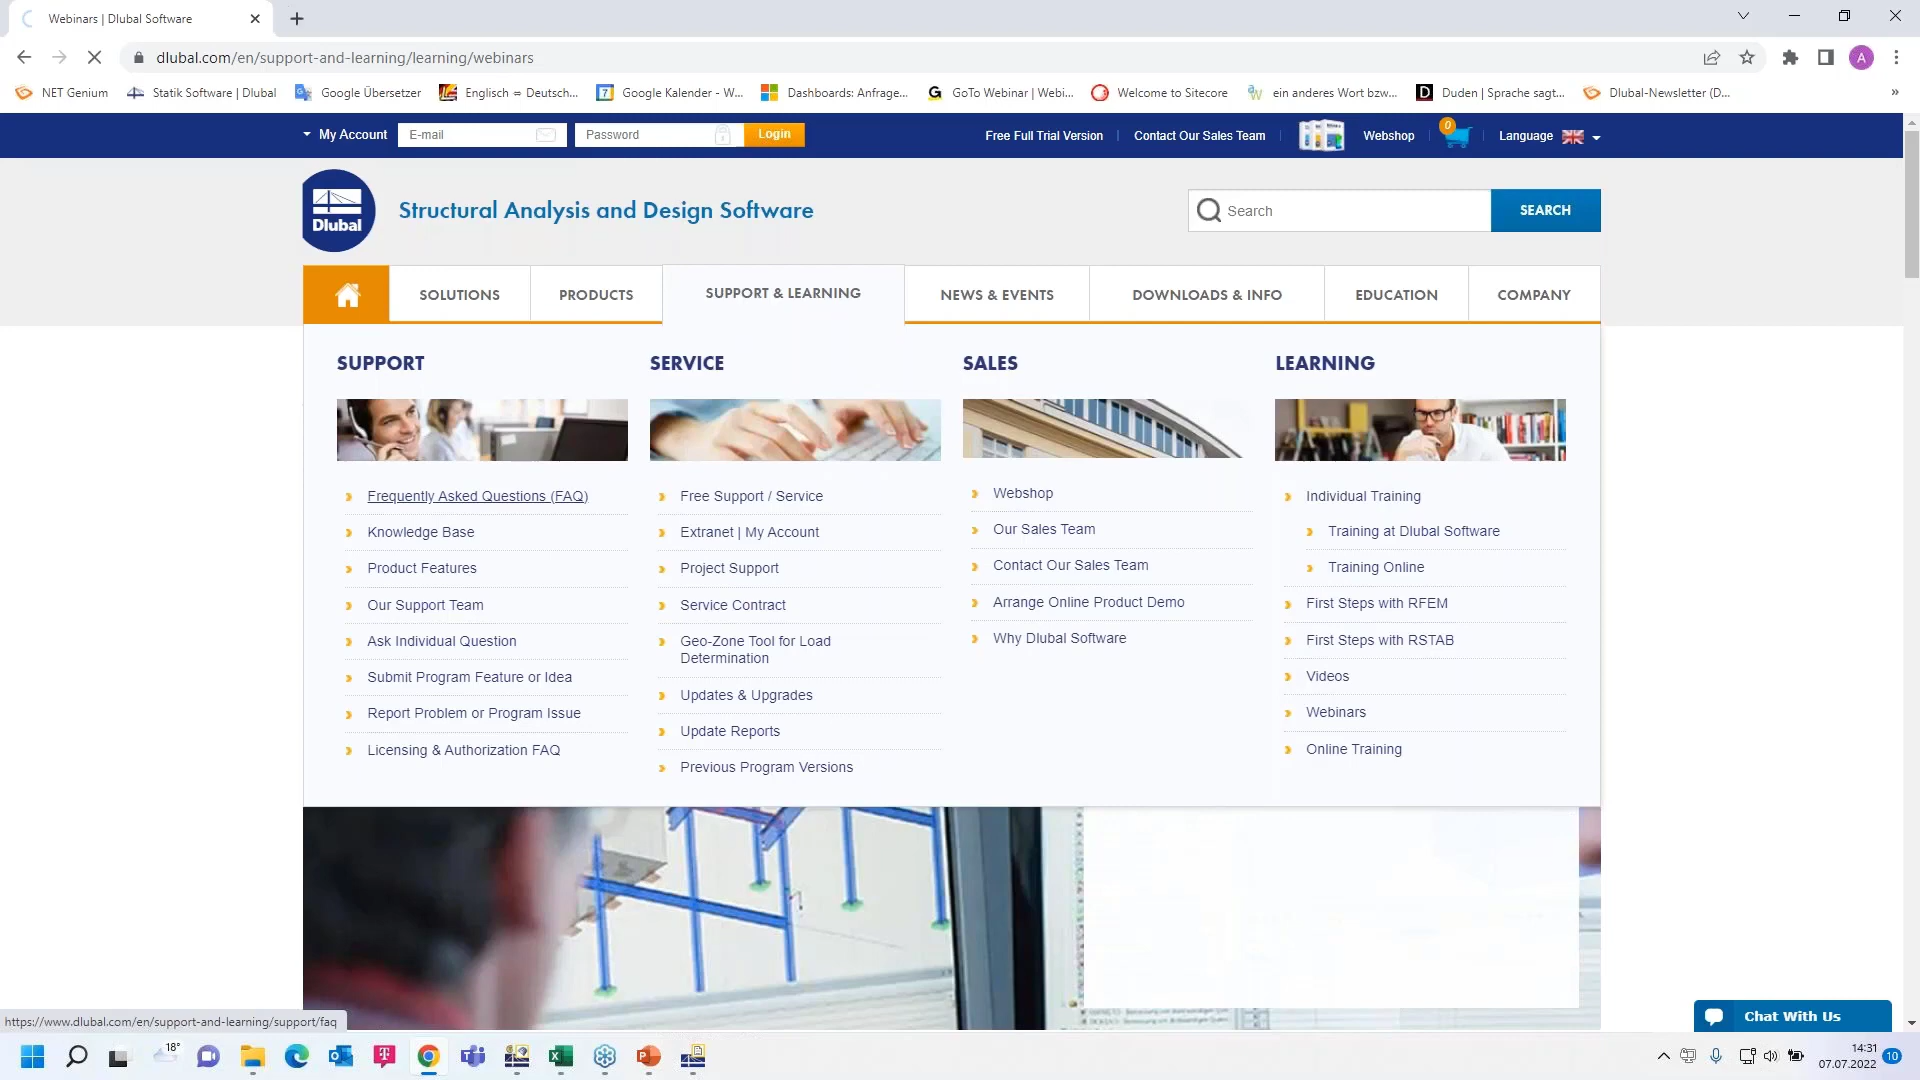 Webinars | Dlubal Software
dlubal.com/en/support-and-learning/learning/webinars
A
NET Genium
Statik Software | Dlubal
Google Übersetzer
Englisch ⇔ Deutsch...
Google Kalender - W...
Dashboards: Anfrage...
GoTo Webinar | Webi...
Welcome to Sitecore
ein anderes Wort bzw...
Duden | Sprache sagt...
Dlubal-Newsletter (D...
»
My Account
E-mail
Password
Login
Free Full Trial Version
Contact Our Sales Team
Webshop
0
Language
Dlubal
Structural Analysis and Design Software
Search
SEARCH
SOLUTIONS
PRODUCTS
SUPPORT & LEARNING
NEWS & EVENTS
DOWNLOADS & INFO
EDUCATION
COMPANY
SUPPORT
Frequently Asked Questions (FAQ)
Knowledge Base
Product Features
Our Support Team
Ask Individual Question
Submit Program Feature or Idea
Report Problem or Program Issue
Licensing & Authorization FAQ
SERVICE
Free Support / Service
Extranet | My Account
Project Support
Service Contract
Geo-Zone Tool for Load
Determination
Updates & Upgrades
Update Reports
Previous Program Versions
SALES
Webshop
Our Sales Team
Contact Our Sales Team
Arrange Online Product Demo
Why Dlubal Software
LEARNING
Individual Training
Training at Dlubal Software
Training Online
First Steps with RFEM
First Steps with RSTAB
Videos
Webinars
Online Training
Chat With Us
https://www.dlubal.com/en/support-and-learning/support/faq
18°
14:31
07.07.2022
10